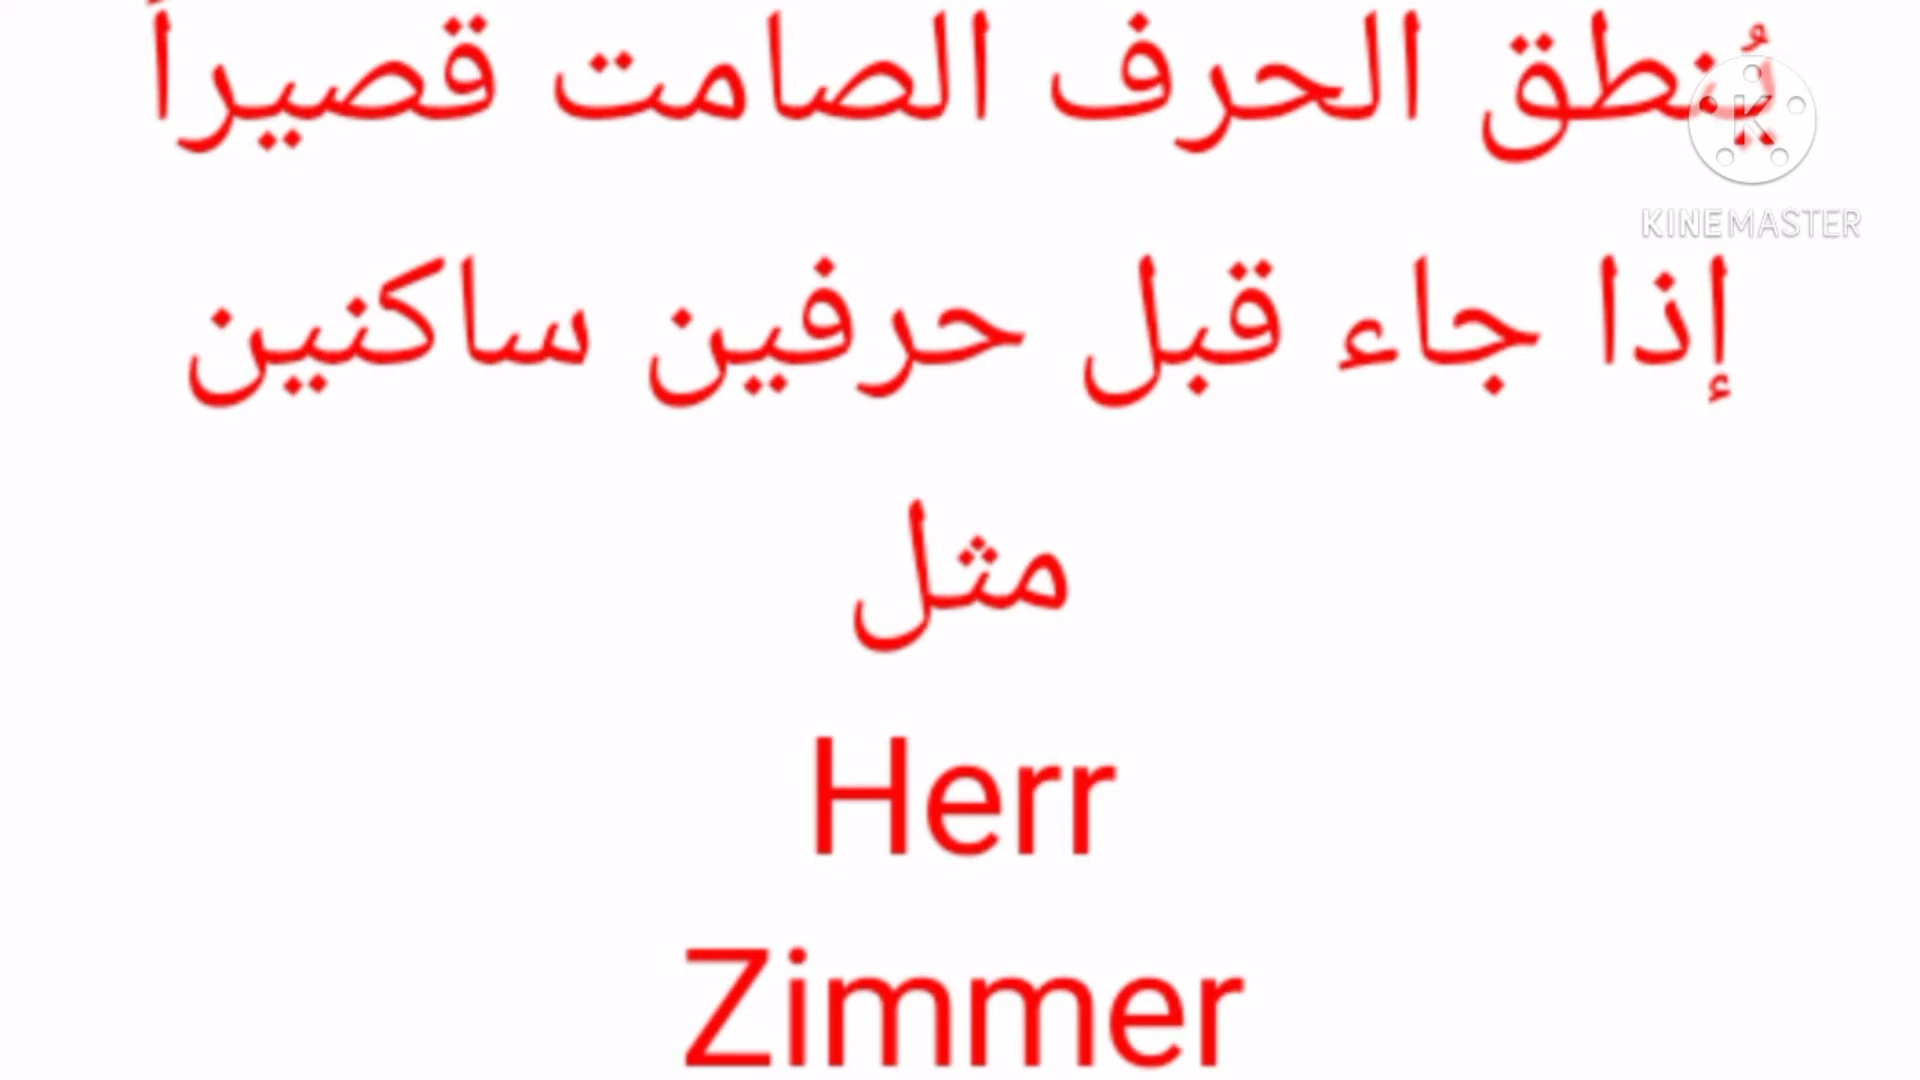 يُنطق الحرف الصامت قصيراً
K
KINEMASTER
إذا جاء قبل حرفين ساكنين
مثل
Herr
Zimmer